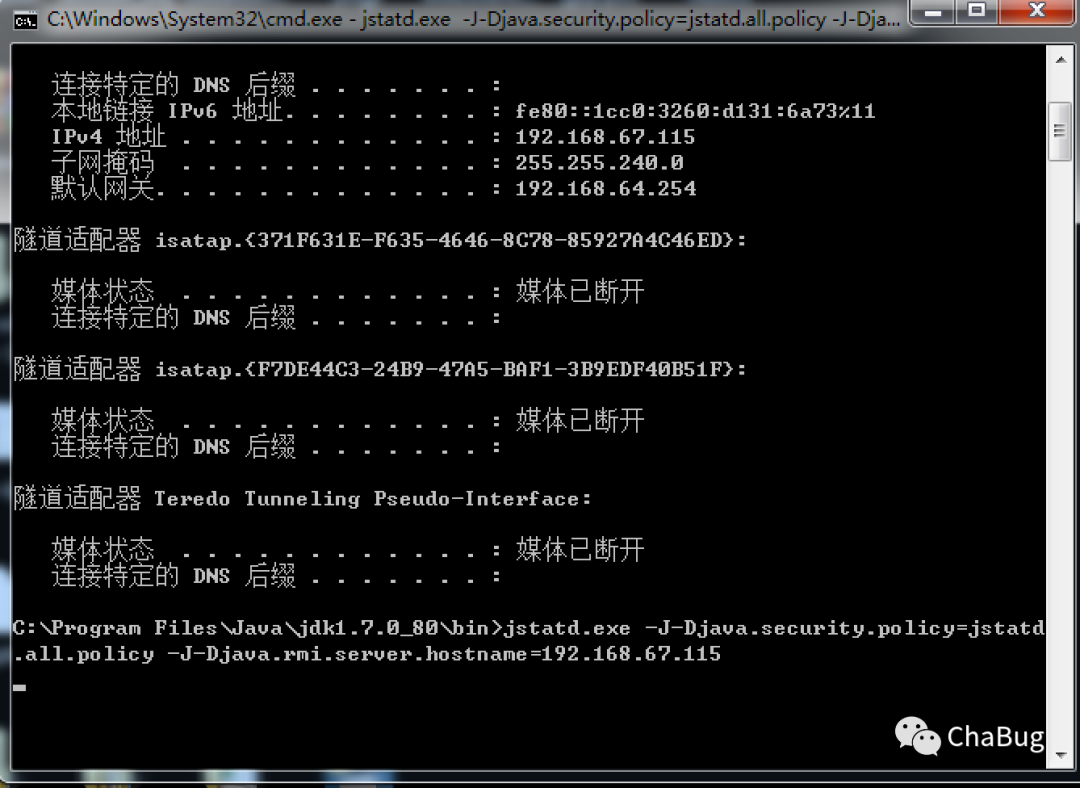 C:\Windows\System32\cmd.exe - jstatd.exe  -J-Djava.security.policy=jstatd.all.policy -J-Dja...
连接特定的 DNS 后缀 . . . . . . . :
本地链接 IPv6 地址. . . . . . . . : fe80::1cc0:3260:d131:6a73%11
IPv4 地址 . . . . . . . . . . . . : 192.168.67.115
子网掩码  . . . . . . . . . . . . : 255.255.240.0
默认网关. . . . . . . . . . . . . : 192.168.64.254
隧道适配器 isatap.{371F631E-F635-4646-8C78-85927A4C46ED}:
媒体状态  . . . . . . . . . . . . : 媒体已断开
连接特定的 DNS 后缀 . . . . . . . :
隧道适配器 isatap.{F7DE44C3-24B9-47A5-BAF1-3B9EDF40B51F}:
媒体状态  . . . . . . . . . . . . : 媒体已断开
连接特定的 DNS 后缀 . . . . . . . :
隧道适配器 Teredo Tunneling Pseudo-Interface:
媒体状态  . . . . . . . . . . . . : 媒体已断开
连接特定的 DNS 后缀 . . . . . . . :
C:\Program Files\Java\jdk1.7.0_80\bin>jstatd.exe -J-Djava.security.policy=jstatd
.all.policy -J-Djava.rmi.server.hostname=192.168.67.115
ChaBug